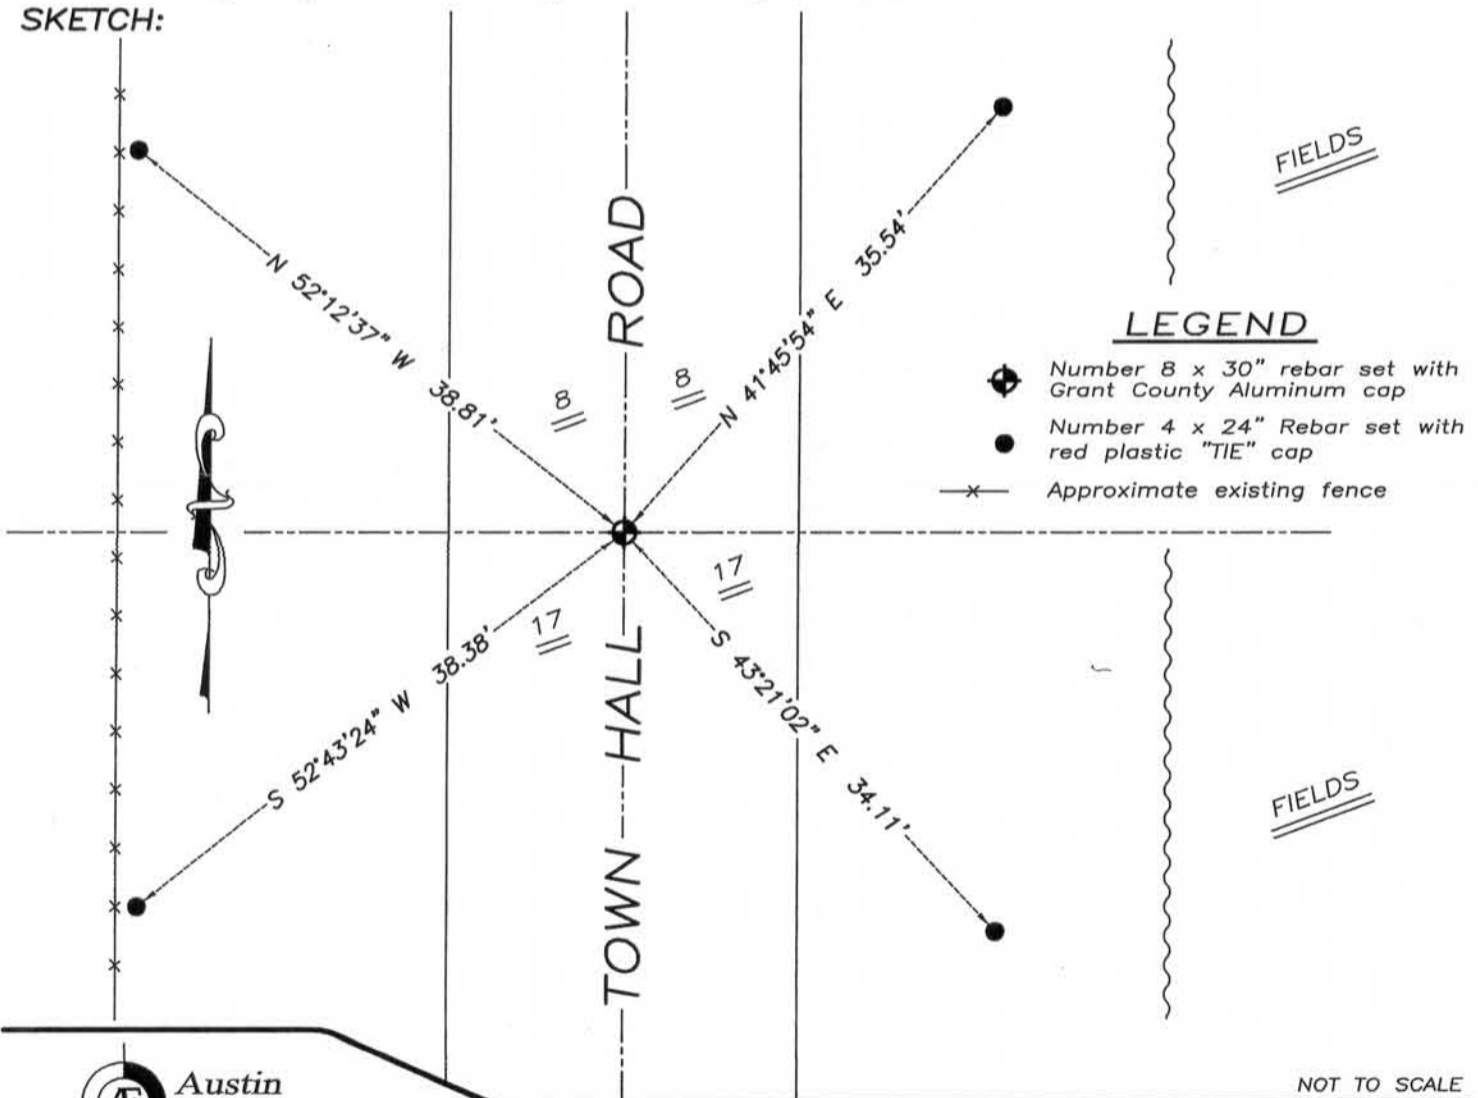 SKETCH:
FIELDS
N 52°12'37" W 38.81'
ROAD
N 41°45'54" E 35.54'
8
8
LEGEND
Number 8 x 30" rebar set with
Grant County Aluminum cap
Number 4 x 24" Rebar set with
red plastic "TIE" cap
Approximate existing fence
17
17
S 52°43'24" W 38.38'
TOWN HALL
S 43°21'02" E 34.11'
FIELDS
Austin
NOT TO SCALE